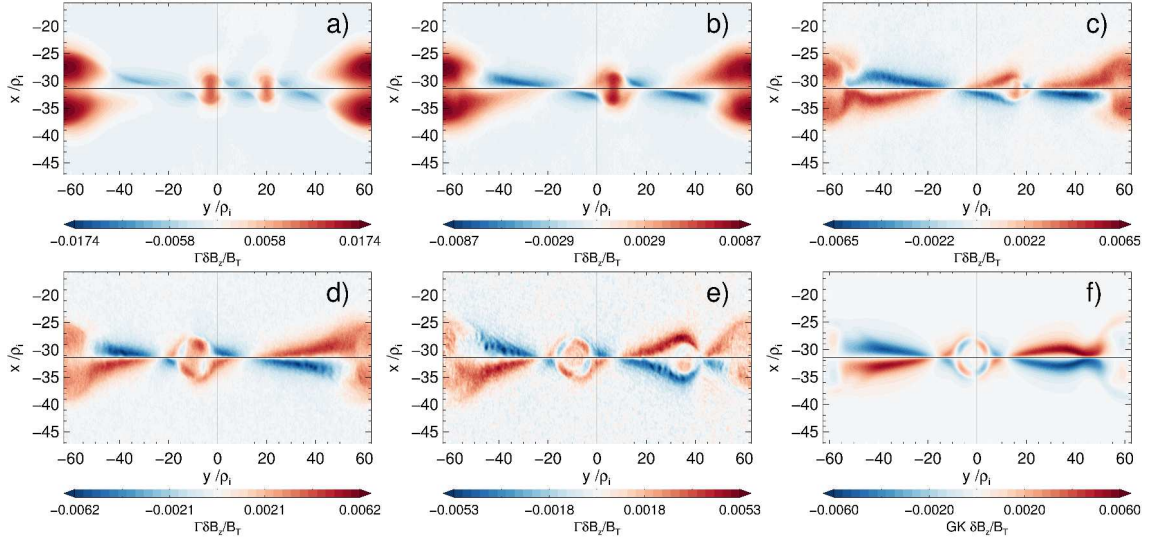 a) b) c)
x/ρi -20 -25 -30 -35 -40 -45
x/ρi -20 -25 -30 -35 -40 -45
x/ρi -20 -25 -30 -35 -40 -45
-60 -40 -20 0 20 40 60
-60 -40 -20 0 20 40 60
-60 -40 -20 0 20 40 60
y /ρi y /ρi y /ρi
-0.0174 -0.0058 0.0058 0.0174
-0.0087 -0.0029 0.0029 0.0087
-0.0065 -0.0022 0.0022 0.0065
ΓδBz/BT ΓδBz/BT ΓδBz/BT
d) e) f)
x/ρi -20 -25 -30 -35 -40 -45
x/ρi -20 -25 -30 -35 -40 -45
x/ρi -20 -25 -30 -35 -40 -45
-60 -40 -20 0 20 40 60
-60 -40 -20 0 20 40 60
-60 -40 -20 0 20 40 60
y /ρi y /ρi y /ρi
-0.0062 -0.0021 0.0021 0.0062
-0.0053 -0.0018 0.0018 0.0053
-0.0060 -0.0020 0.0020 0.0060
ΓδBz/BT ΓδBz/BT GK δBz/BT